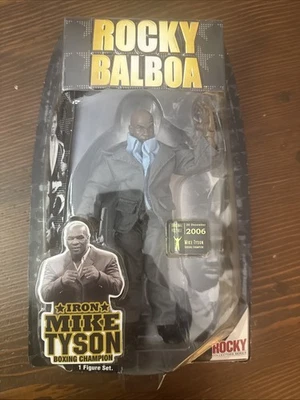 ROCKY
BALBOA
2006
MIKE TYSON
IRON
MIKE
TYSON
BOXING CHAMPION
1 Figure Set.
ROCKY